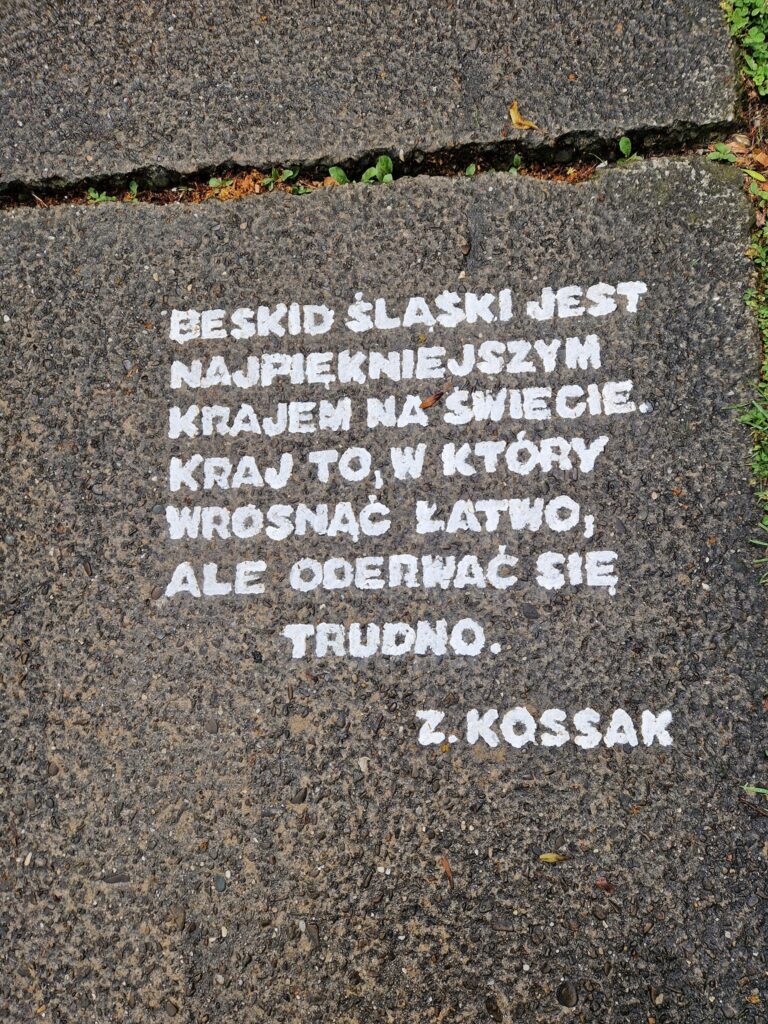 BESKID ŚLĄSKI JEST
NAJPIĘKNIEJSZYM
KRAJEM NA ŚWIECIE.
KRAJ TO, W KTÓRY
WROSNĄĆ ŁATWO,
ALE ODERWAĆ SIĘ
TRUDNO.
Z. KOSSAK